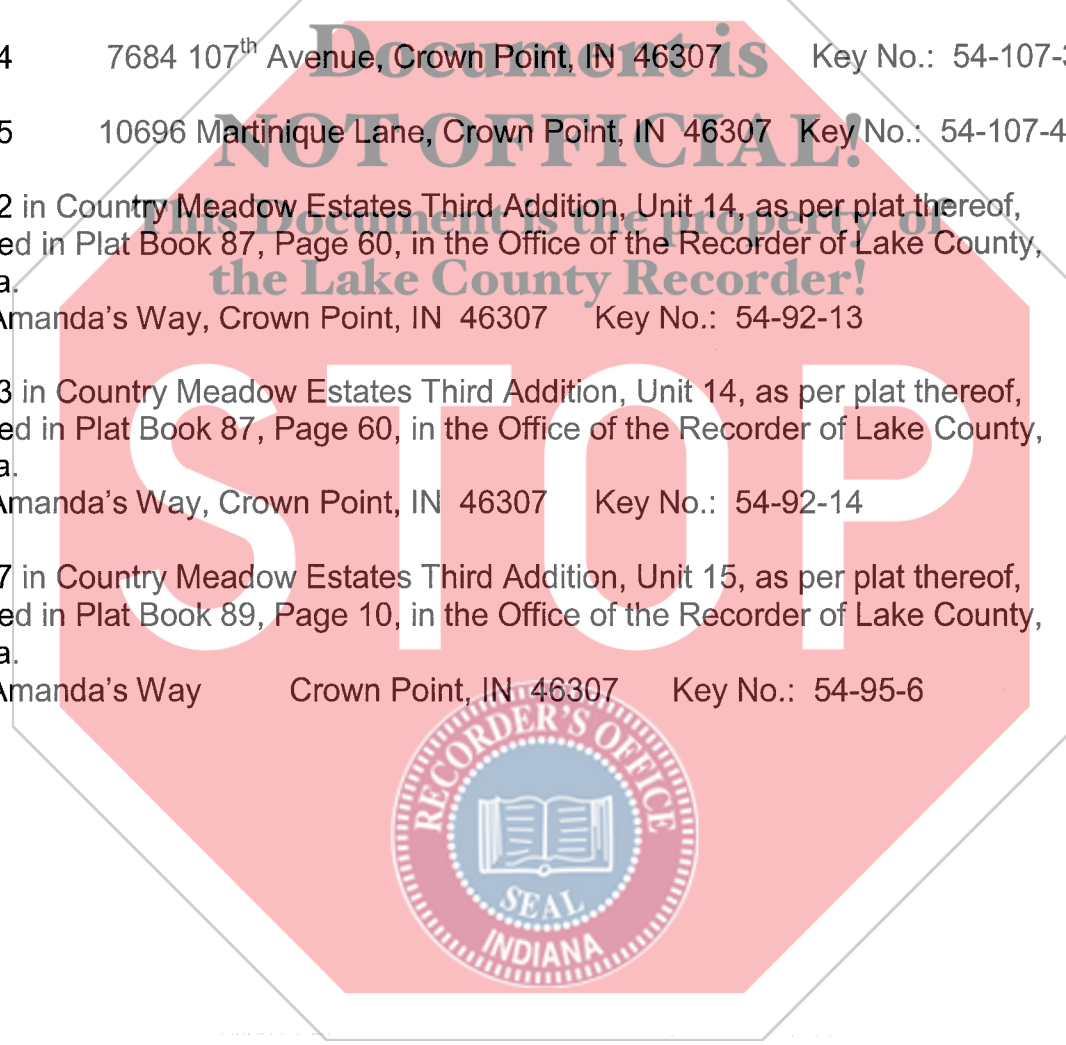 Document is
4 7684 107th Avenue, Crown Point, IN 46307 Key No.: 54-107-3
NOT OFFICIAL!
5 10696 Martinique Lane, Crown Point, IN 46307 Key No.: 54-107-4
This Document is the property of
2 in Country Meadow Estates Third Addition, Unit 14, as per plat thereof,
ed in Plat Book 87, Page 60, in the Office of the Recorder of Lake County,
the Lake County Recorder!
a.
Amanda's Way, Crown Point, IN 46307 Key No.: 54-92-13
STOP
3 in Country Meadow Estates Third Addition, Unit 14, as per plat thereof,
ed in Plat Book 87, Page 60, in the Office of the Recorder of Lake County,
a.
Amanda's Way, Crown Point, IN 46307 Key No.: 54-92-14
7 in Country Meadow Estates Third Addition, Unit 15, as per plat thereof,
ed in Plat Book 89, Page 10, in the Office of the Recorder of Lake County,
a.
Amanda's Way Crown Point, IN 46307 Key No.: 54-95-6
RECORDER'S OFFICE
SEAL
INDIANA